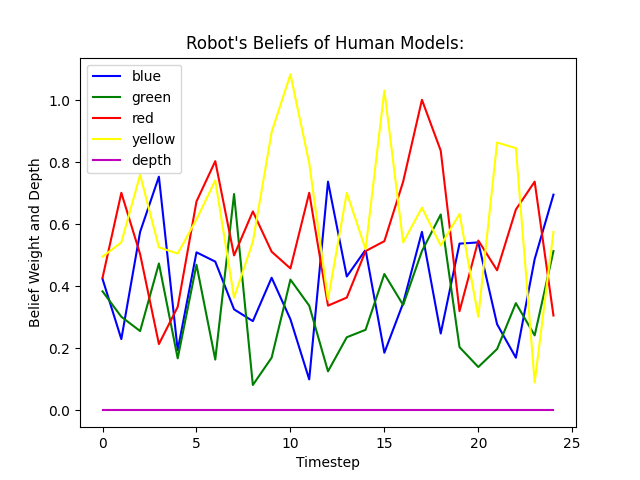 Robot's Beliefs of Human Models:
blue
green
red
yellow
depth
Belief Weight and Depth
1.0
0.8
0.6
0.4
0.2
0.0
0 5 10 15 20 25
Timestep